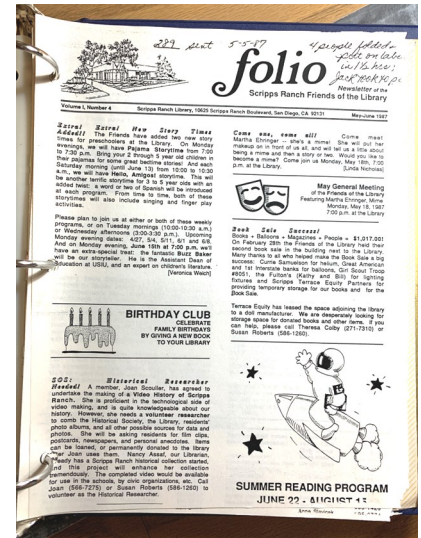 289 sent 5-5-87
4 people folded +
put on labels
in 1½ hrs;
folio
Newsletter of the
Scripps Ranch Friends of the Library
Volume I, Number 4 Scripps Ranch Library, 10625 Scripps Ranch Boulevard, San Diego, CA 92131 May-June 1987
Extra! Extra! New Story Times
Added!! The Friends have added two new story
times for preschoolers at the Library. On Monday
evenings, we will have Pajama Storytime from 7:00
to 7:30 p.m. Bring your 2 through 5 year old children in
their pajamas for some great bedtime stories! And each
Saturday morning (until June 13) from 10:00 to 10:30
a.m., we will have Hello, Amigos! storytime. This will
be another terrific storytime for 3 to 5 years old with an
added twist: a word or two of Spanish will be introduced
at each program. From time to time, both of these
storytimes will also include singing and finger play
activities.
Please plan to join us at either or both of these weekly
programs, or on Tuesday mornings (10:00-10:30 a.m.)
or Wednesday afternoons (3:00-3:30 p.m.). Upcoming
Monday evening dates: 4/27, 5/4, 5/11, 6/1 and 6/8.
And on Monday evening, June 15th at 7:00 p.m. we'll
have an extra-special treat: the fantastic Buzz Baker
will be our storyteller. He is the Assistant Dean of
Education at USIU, and an expert on children's literature.
[Veronica Welch]
BIRTHDAY CLUB
CELEBRATE
FAMILY BIRTHDAYS
BY GIVING A NEW BOOK
TO YOUR LIBRARY
SOS: Historical Researcher
Needed! A member, Joan Scouller, has agreed to
undertake the making of a Video History of Scripps
Ranch. She is proficient in the technological side of
video making, and is quite knowledgeable about our
history. However, she needs a volunteer researcher
to comb the Historical Society, the Library, residents'
photo albums, and all other possible sources for data and
photos. She will be asking residents for film clips,
postcards, newspapers, and personal anecdotes. Items
can be loaned, or permanently donated to the library
Joan uses them. Nancy Assaf, our Librarian,
has a Scripps Ranch historical collection started,
and this project will enhance her collection
tremendously. The completed video would be available
for use in the schools, by civic organizations, etc. Call
Joan (566-7275) or Susan Roberts (586-1260) to
volunteer as the Historical Researcher.
Come one, come all! Come meet
Martha Ehringer -- she's a mime! She will put her
makeup on in front of us all, and will tell us a little about
being a mime and then a story or two. Would you like to
become a mime? Come join us Monday, May 18th, 7:00
p.m. at the Library. [Linda Nicholas]
May General Meeting
of the Friends of the Library
Featuring Martha Ehringer, Mime
Monday, May 18, 1987
7:00 p.m. at the Library
Book Sale Success!
Books + Balloons + Magazines + People = $1,017.00!
On February 28th the Friends of the Library held their
second book sale in the building next to the Library.
Many thanks to all who helped make the Book Sale a huge
success: Currie Samuelson for helium, Great American
and 1st Interstate banks for balloons, Girl Scout Troop
#8051, the Fulton's (Kathy and Bill) for lighting
fixtures and Scripps Terrace Equity Partners for
providing temporary storage for our books and for the
Book Sale.
Terrace Equity has leased the space adjoining the library
to a doll manufacturer. We are desperately looking for
storage space for donated books and other items. If you
can help, please call Theresa Colby (271-7310) or
Susan Roberts (586-1260).
SUMMER READING PROGRAM
JUNE 22 - AUGUST 15